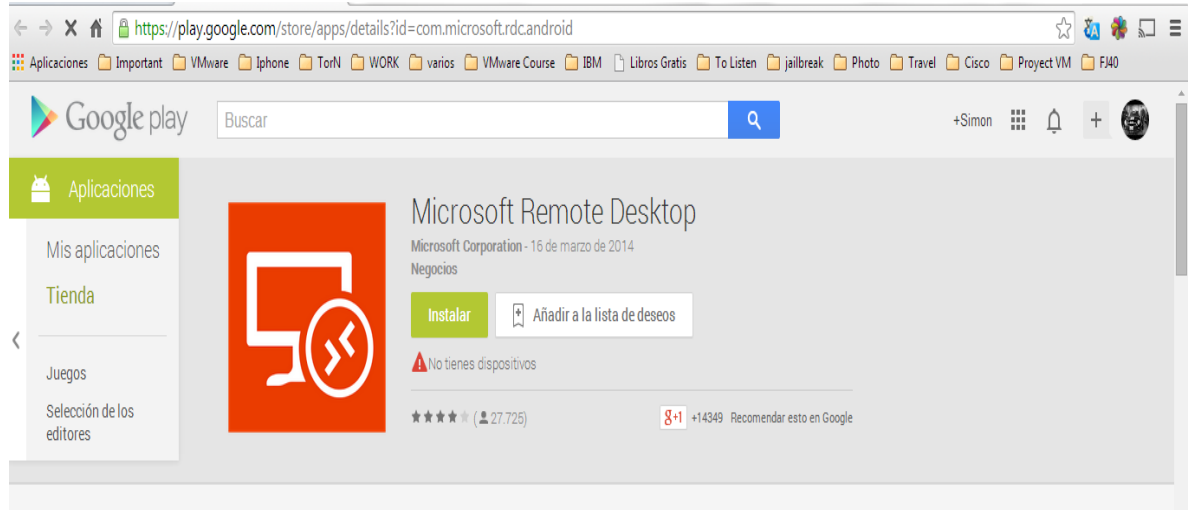 https://play.google.com/store/apps/details?id=com.microsoft.rdc.android
Aplicaciones Important VMware Iphone TorN WORK varios VMware Course IBM Libros Gratis To Listen jailbreak Photo Travel Cisco Proyect VM FJ40
Google play Buscar +Simon
Aplicaciones
Mis aplicaciones
Tienda
Juegos
Selección de los
editores
Microsoft Remote Desktop
Microsoft Corporation - 16 de marzo de 2014
Negocios
Instalar Añadir a la lista de deseos
No tienes dispositivos
(27.725) g+1 +14349 Recomendar esto en Google